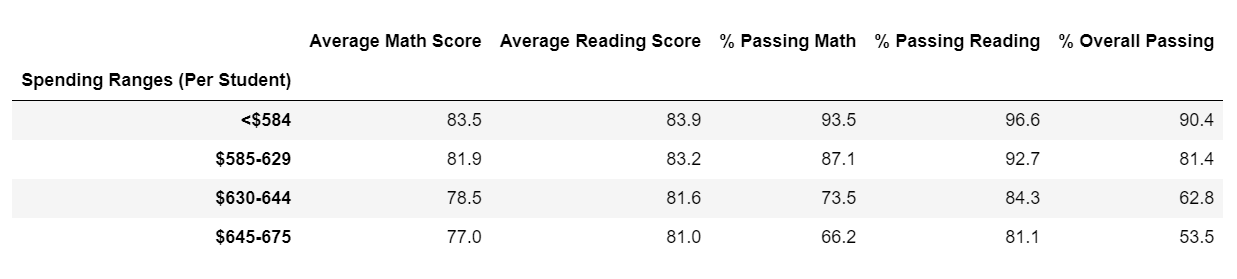 Average Math Score Average Reading Score % Passing Math % Passing Reading % Overall Passing
Spending Ranges (Per Student)
<$584 83.5 83.9 93.5 96.6 90.4
$585-629 81.9 83.2 87.1 92.7 81.4
$630-644 78.5 81.6 73.5 84.3 62.8
$645-675 77.0 81.0 66.2 81.1 53.5